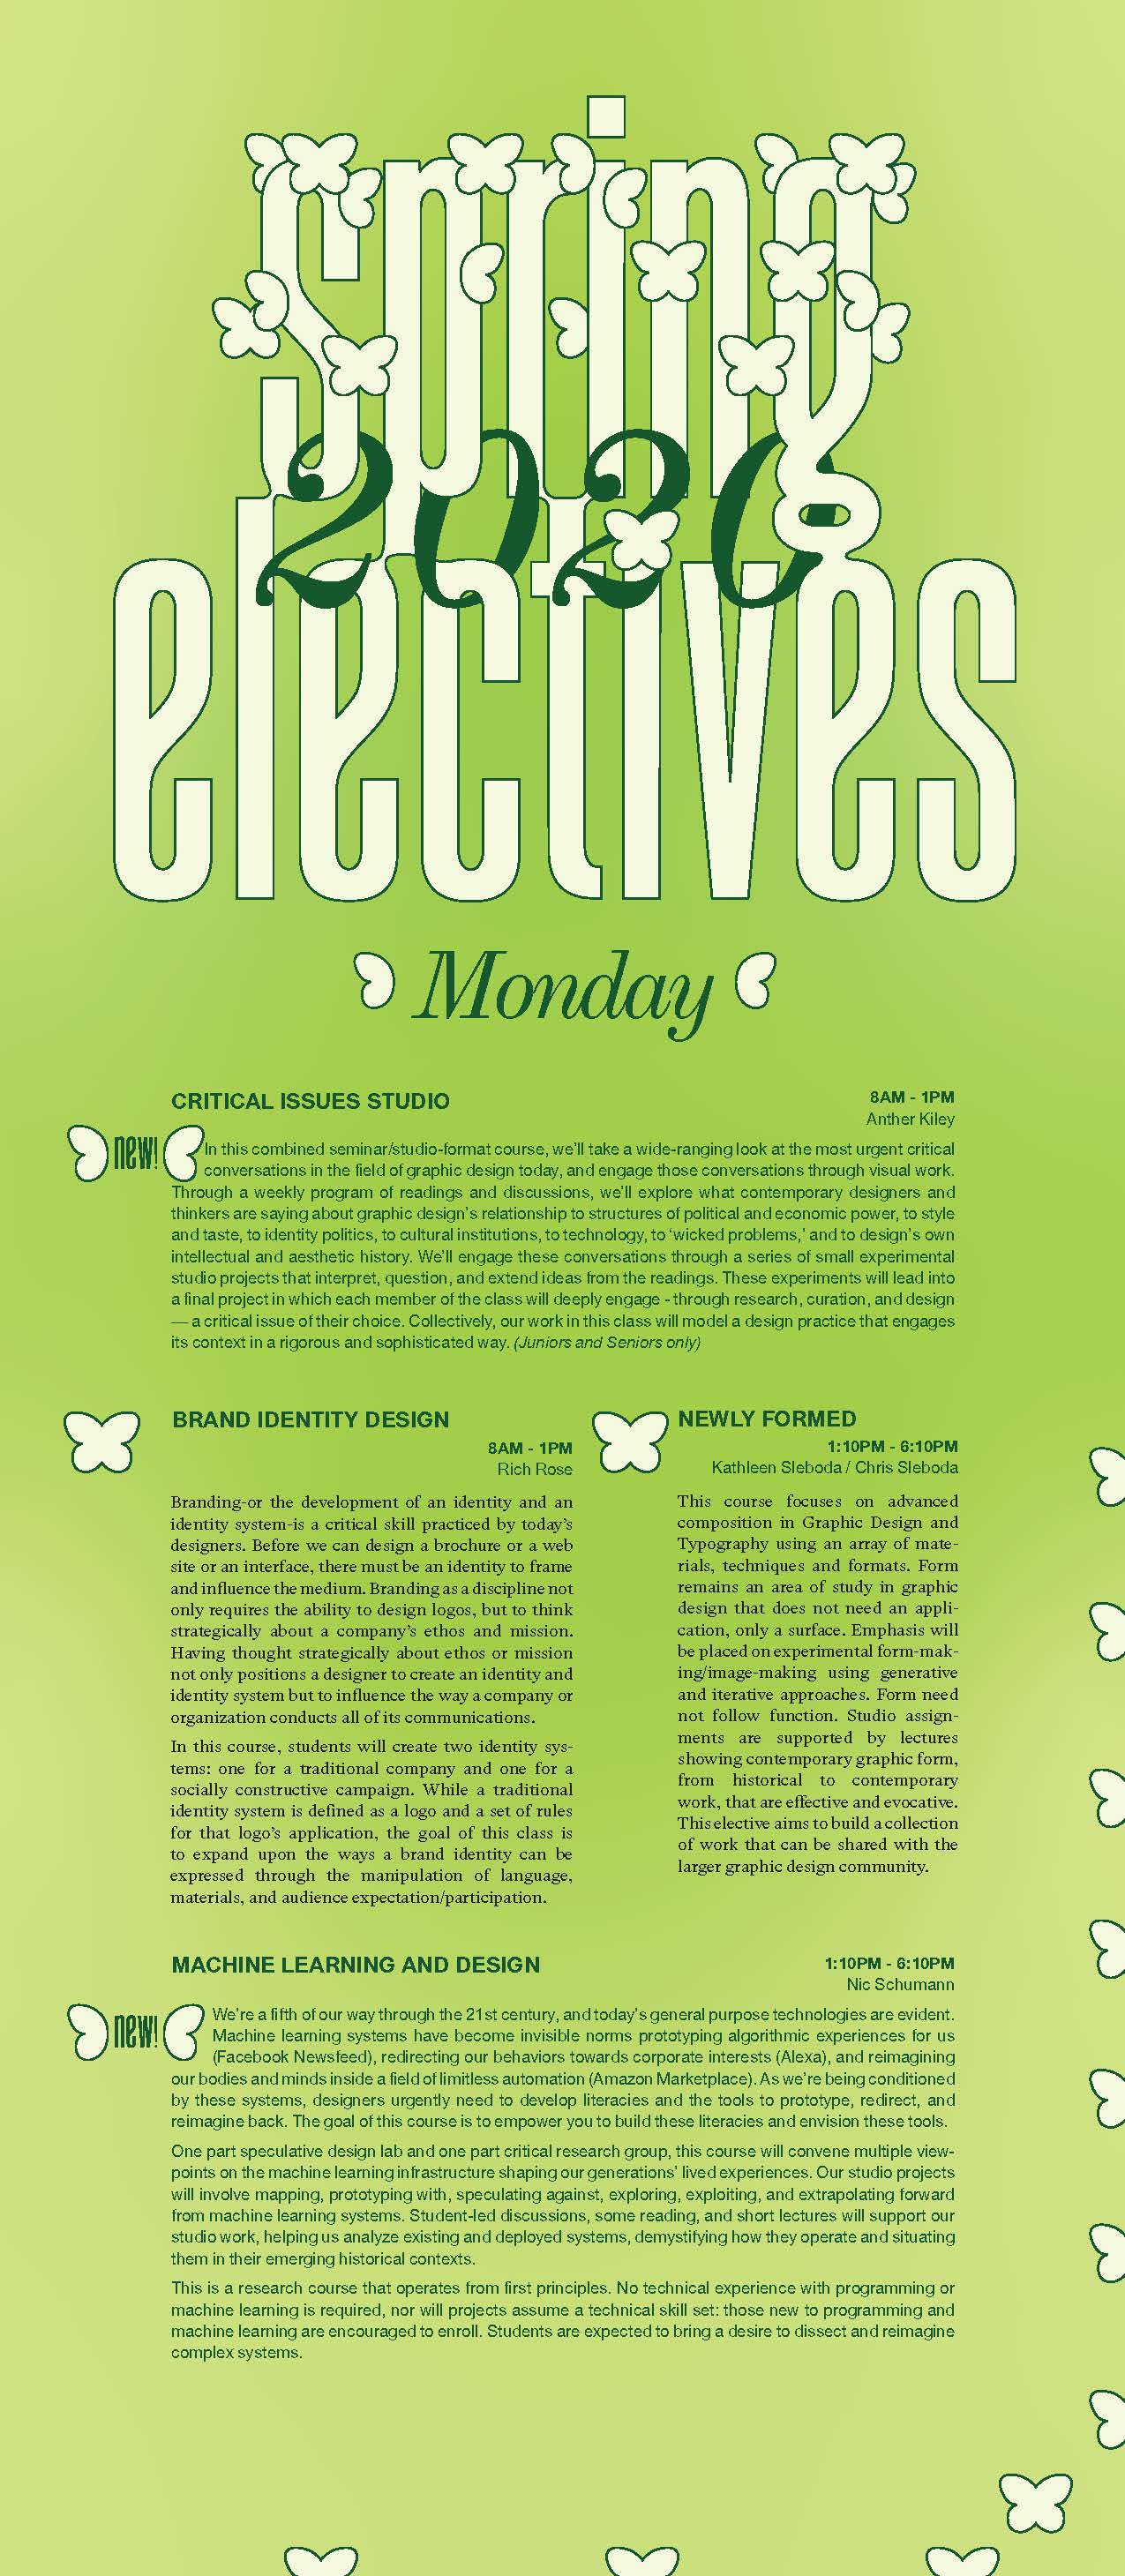 spring
2020
electives
Monday
CRITICAL ISSUES STUDIO
8AM - 1PM
Anther Kiley
new!
In this combined seminar/studio-format course, we’ll take a wide-ranging look at the most urgent critical
conversations in the field of graphic design today, and engage those conversations through visual work.
Through a weekly program of readings and discussions, we’ll explore what contemporary designers and
thinkers are saying about graphic design’s relationship to structures of political and economic power, to style
and taste, to identity politics, to cultural institutions, to technology, to ‘wicked problems,’ and to design’s own
intellectual and aesthetic history. We’ll engage these conversations through a series of small experimental
studio projects that interpret, question, and extend ideas from the readings. These experiments will lead into
a final project in which each member of the class will deeply engage - through research, curation, and design
— a critical issue of their choice. Collectively, our work in this class will model a design practice that engages
its context in a rigorous and sophisticated way. (Juniors and Seniors only)
BRAND IDENTITY DESIGN
8AM - 1PM
Rich Rose
Branding-or the development of an identity and an
identity system-is a critical skill practiced by today’s
designers. Before we can design a brochure or a web
site or an interface, there must be an identity to frame
and influence the medium. Branding as a discipline not
only requires the ability to design logos, but to think
strategically about a company’s ethos and mission.
Having thought strategically about ethos or mission
not only positions a designer to create an identity and
identity system but to influence the way a company or
organization conducts all of its communications.
In this course, students will create two identity sys-
tems: one for a traditional company and one for a
socially constructive campaign. While a traditional
identity system is defined as a logo and a set of rules
for that logo’s application, the goal of this class is
to expand upon the ways a brand identity can be
expressed through the manipulation of language,
materials, and audience expectation/participation.
NEWLY FORMED
1:10PM - 6:10PM
Kathleen Sleboda / Chris Sleboda
This course focuses on advanced
composition in Graphic Design and
Typography using an array of mate-
rials, techniques and formats. Form
remains an area of study in graphic
design that does not need an appli-
cation, only a surface. Emphasis will
be placed on experimental form-mak-
ing/image-making using generative
and iterative approaches. Form need
not follow function. Studio assign-
ments are supported by lectures
showing contemporary graphic form,
from historical to contemporary
work, that are effective and evocative.
This elective aims to build a collection
of work that can be shared with the
larger graphic design community.
MACHINE LEARNING AND DESIGN
1:10PM - 6:10PM
Nic Schumann
new!
We’re a fifth of our way through the 21st century, and today’s general purpose technologies are evident.
Machine learning systems have become invisible norms prototyping algorithmic experiences for us
(Facebook Newsfeed), redirecting our behaviors towards corporate interests (Alexa), and reimagining
our bodies and minds inside a field of limitless automation (Amazon Marketplace). As we’re being conditioned
by these systems, designers urgently need to develop literacies and the tools to prototype, redirect, and
reimagine back. The goal of this course is to empower you to build these literacies and envision these tools.
One part speculative design lab and one part critical research group, this course will convene multiple view-
points on the machine learning infrastructure shaping our generations’ lived experiences. Our studio projects
will involve mapping, prototyping with, speculating against, exploring, exploiting, and extrapolating forward
from machine learning systems. Student-led discussions, some reading, and short lectures will support our
studio work, helping us analyze existing and deployed systems, demystifying how they operate and situating
them in their emerging historical contexts.
This is a research course that operates from first principles. No technical experience with programming or
machine learning is required, nor will projects assume a technical skill set: those new to programming and
machine learning are encouraged to enroll. Students are expected to bring a desire to dissect and reimagine
complex systems.